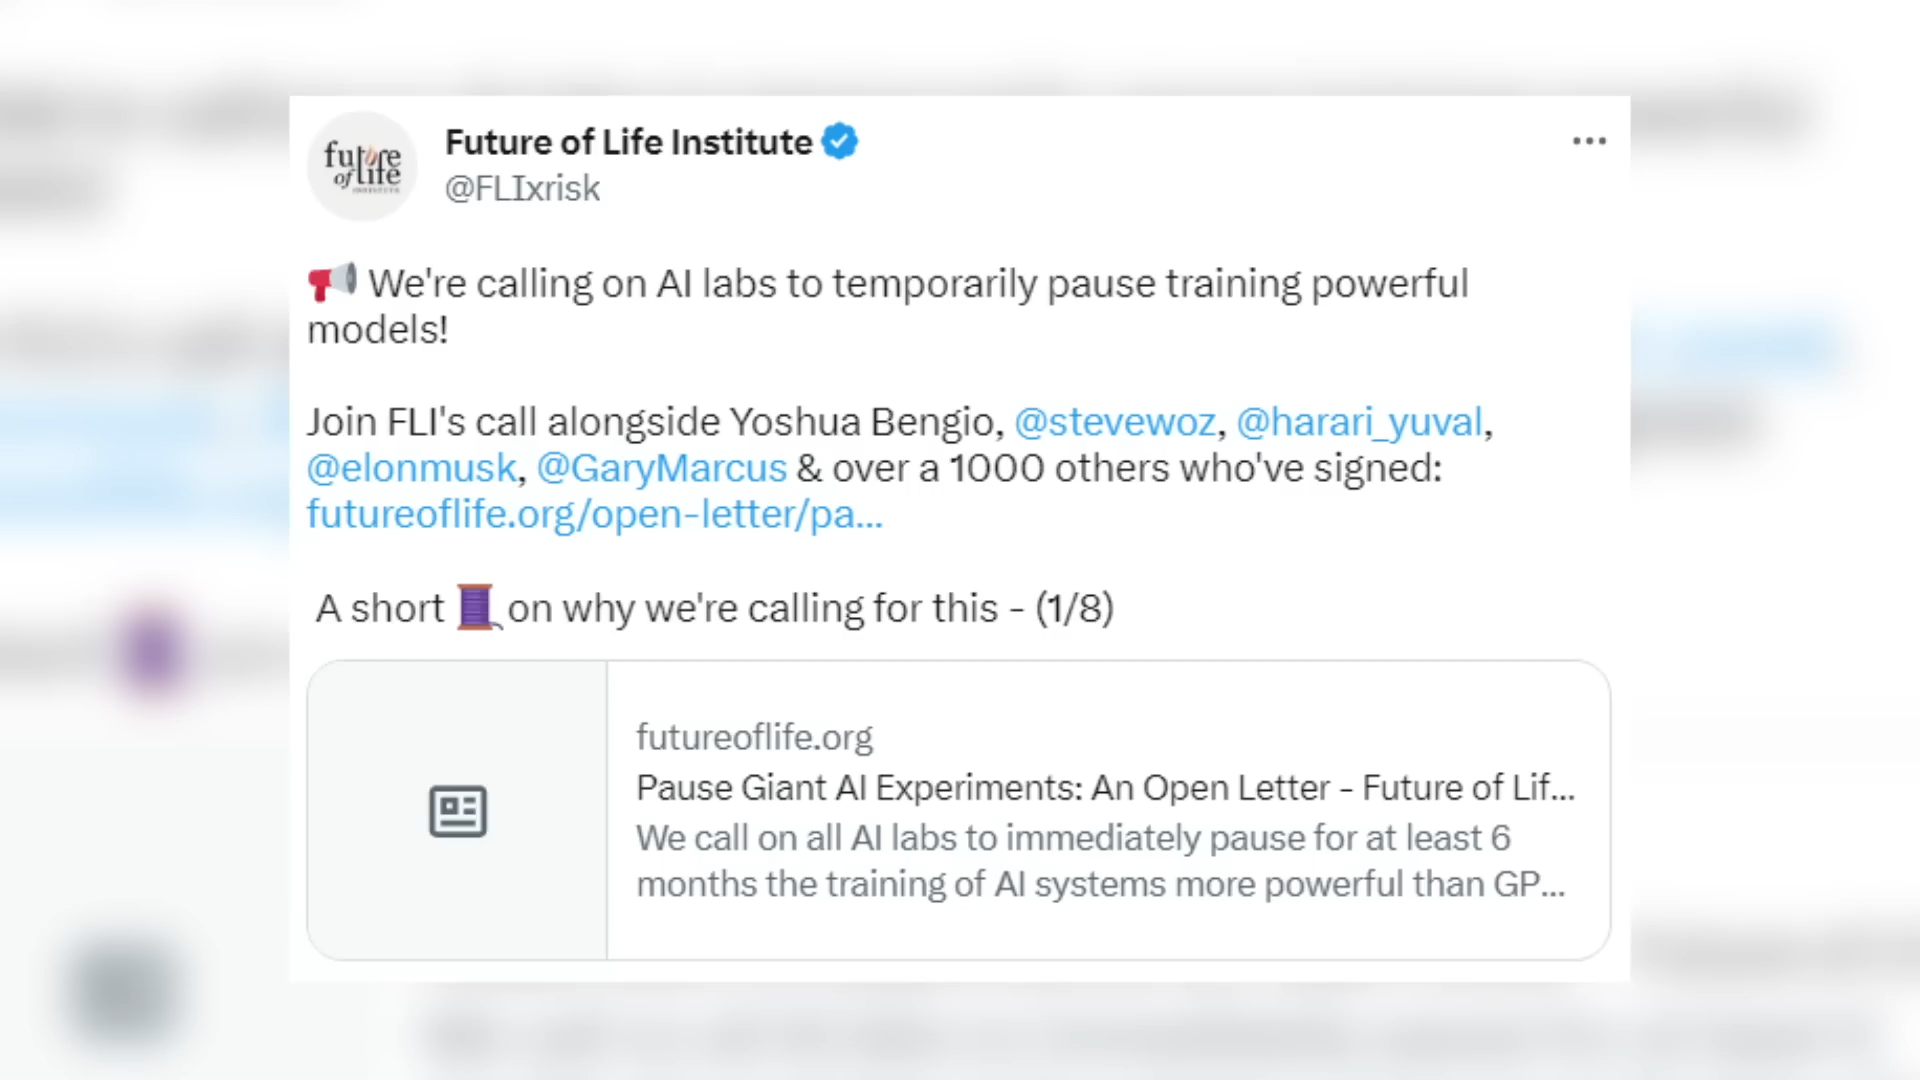 future
of life
INSTITUTE
Future of Life Institute
@FLIxrisk
📢 We're calling on AI labs to temporarily pause training powerful
models!
Join FLI's call alongside Yoshua Bengio, @stevewoz, @harari_yuval,
@elonmusk, @GaryMarcus & over a 1000 others who've signed:
futureoflife.org/open-letter/pa...
A short 🧵 on why we're calling for this - (1/8)
futureoflife.org
Pause Giant AI Experiments: An Open Letter - Future of Lif...
We call on all AI labs to immediately pause for at least 6
months the training of AI systems more powerful than GP...